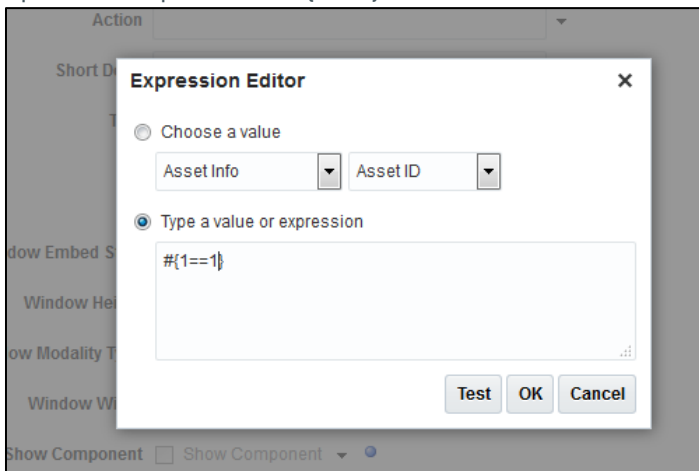 Action
Short D
Expression Editor
Choose a value
Asset Info Asset ID
Type a value or expression
#{1==1}
dow Embed S
Window Hei
ow Modality T
Window Wi
Test OK Cancel
Show Component Show Component